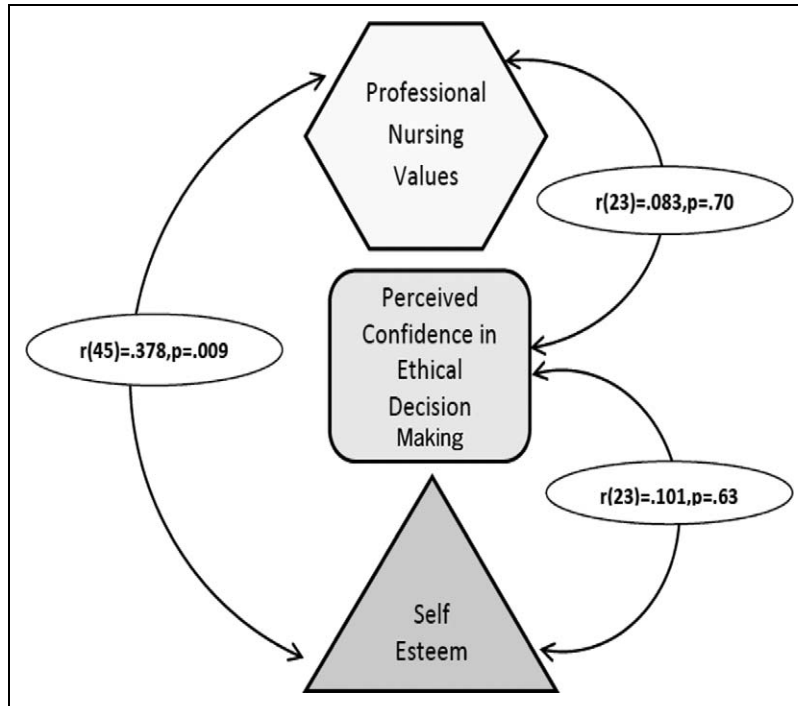 Professional
Nursing
Values
r(23)=.083,p=.70
Perceived
Confidence in
Ethical
Decision
Making
r(45)=.378,p=.009
r(23)=.101,p=.63
Self
Esteem